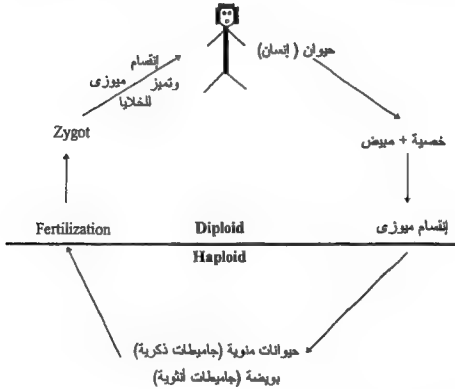 حيوان (إنسان)
إنقسام
ميوزى
وتميز
للخلايا
Zygot
خصية + مبيض
Fertilization
Diploid
إنقسام ميوزى
Haploid
حيوانات منوية (جاميطات ذكرية)
بويضة (جاميطات أنثوية)